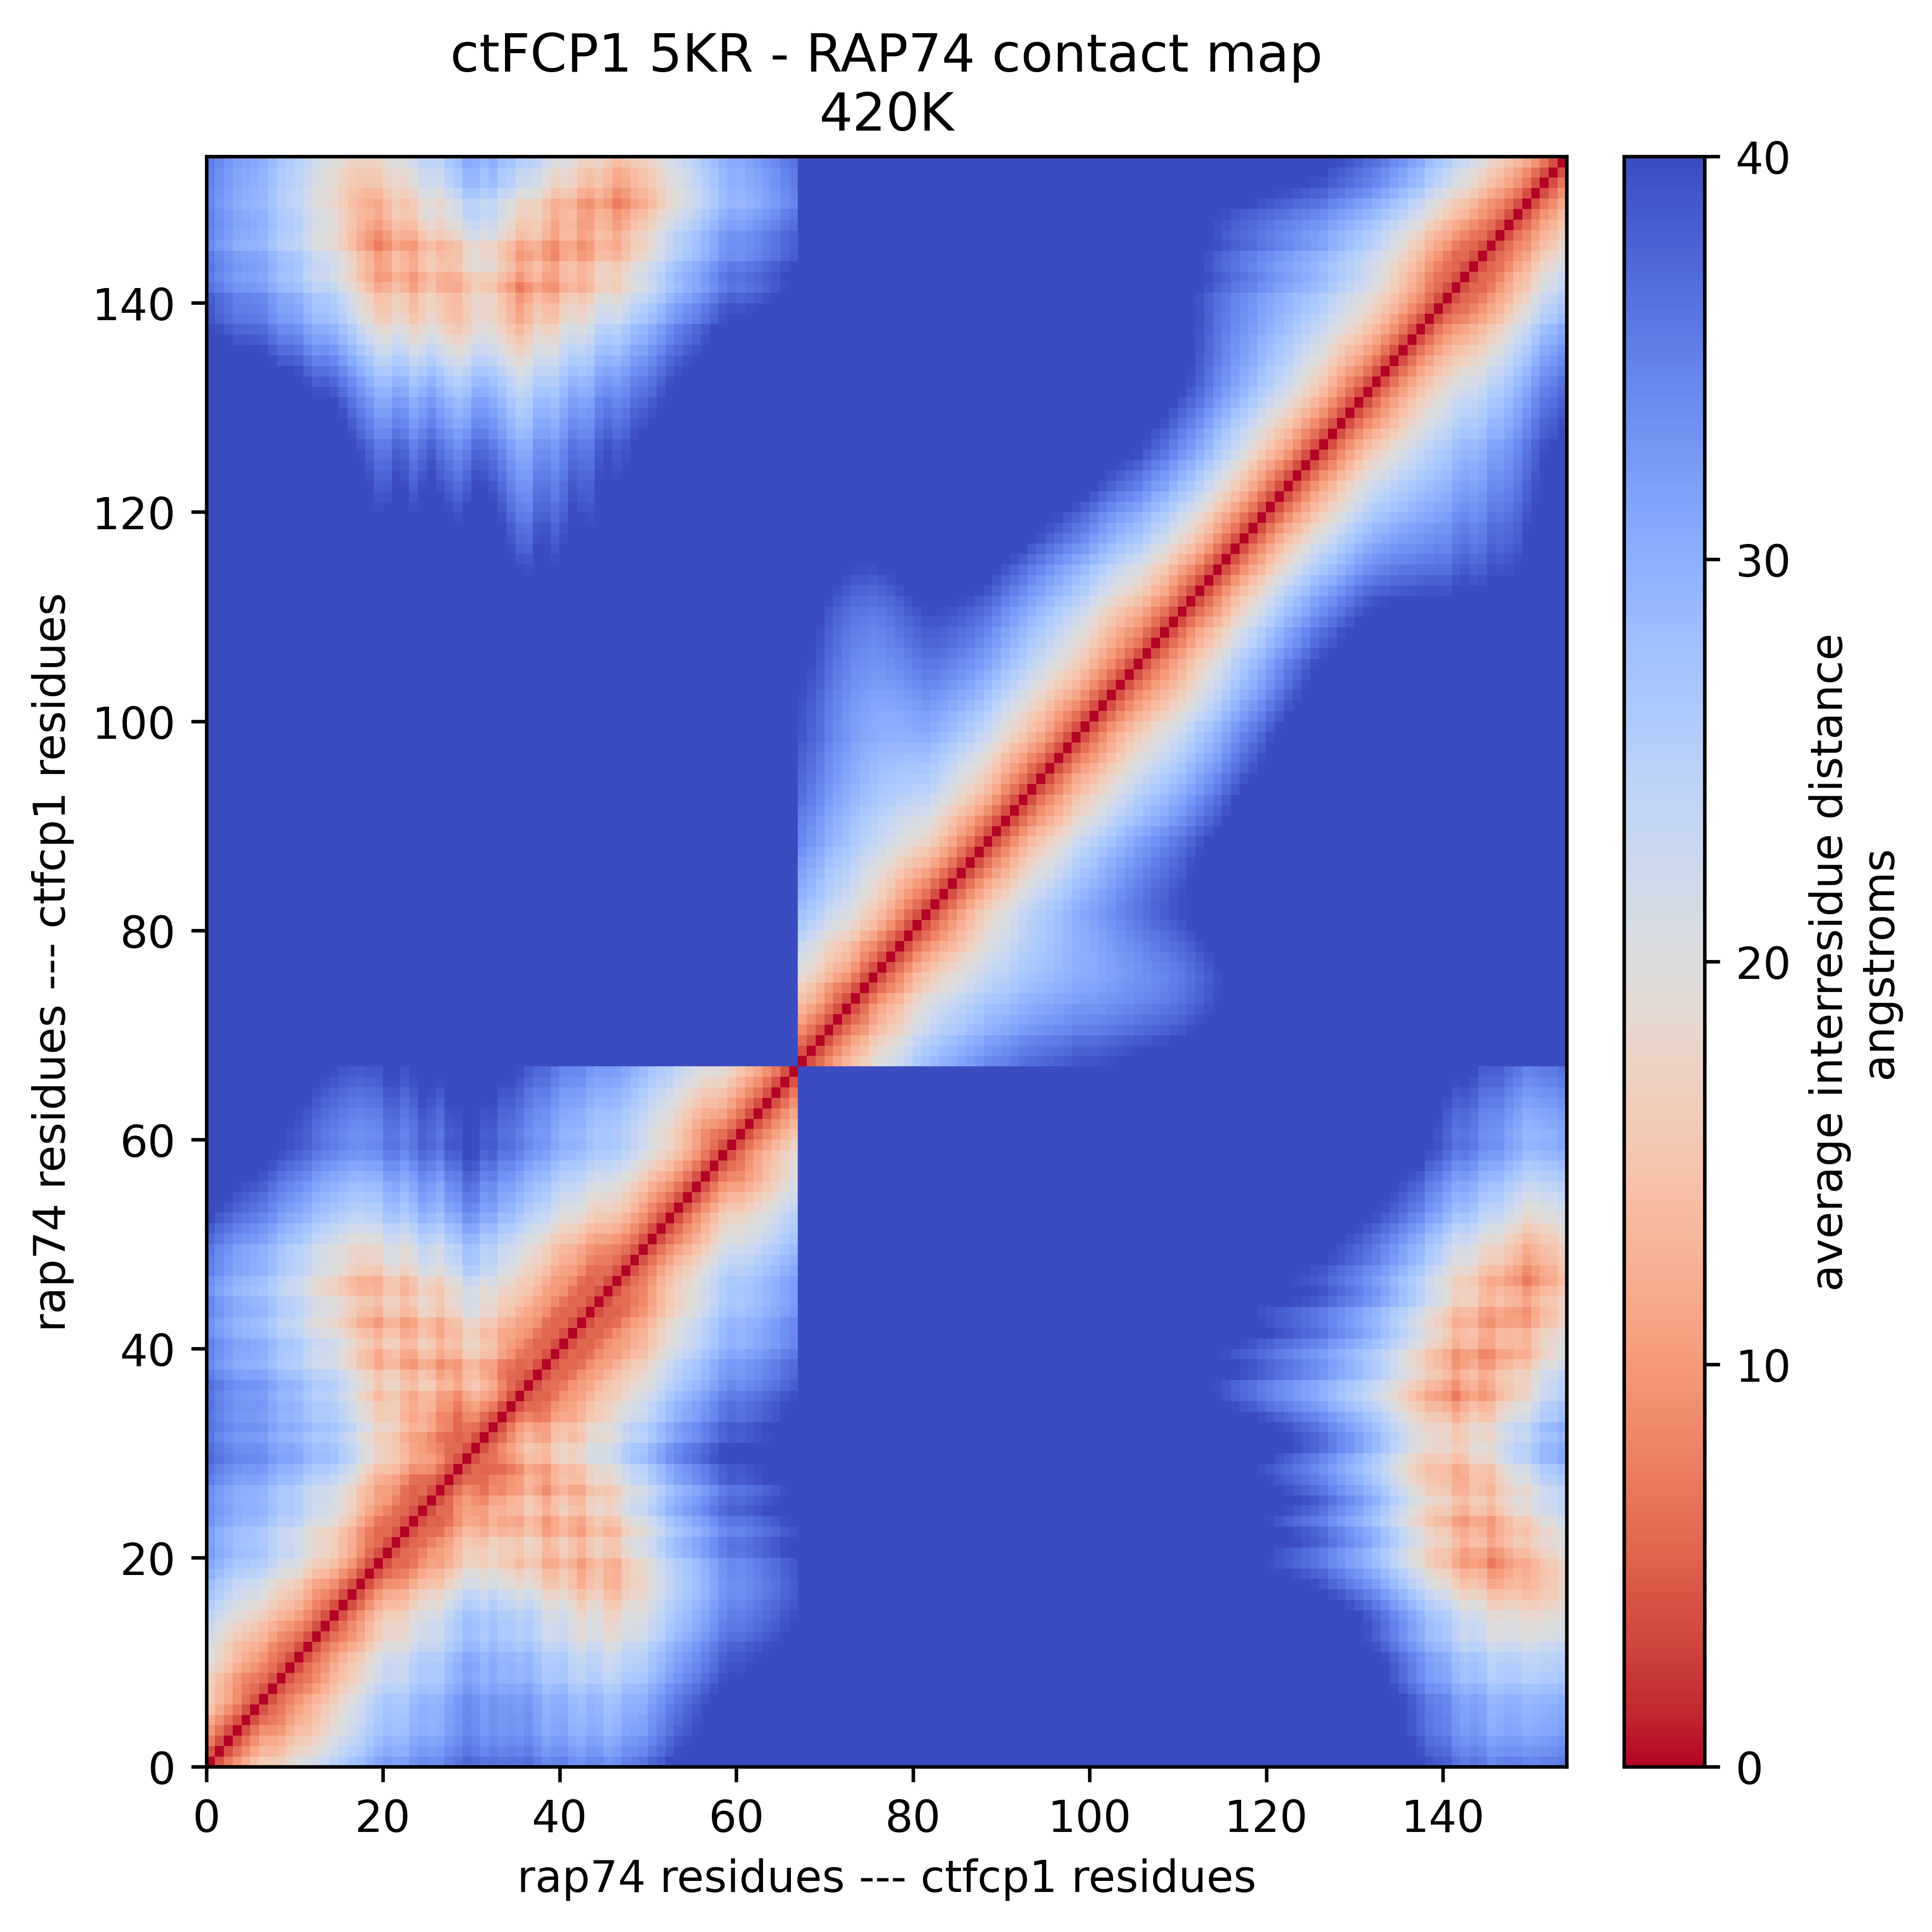 ctFCP1 5KR - RAP74 contact map
420K
rap74 residues --- ctfcp1 residues
140
120
100
80
60
40
20
0
0 20 40 60 80 100 120 140
rap74 residues --- ctfcp1 residues
40
30
20
10
0
average interresidue distance
angstroms